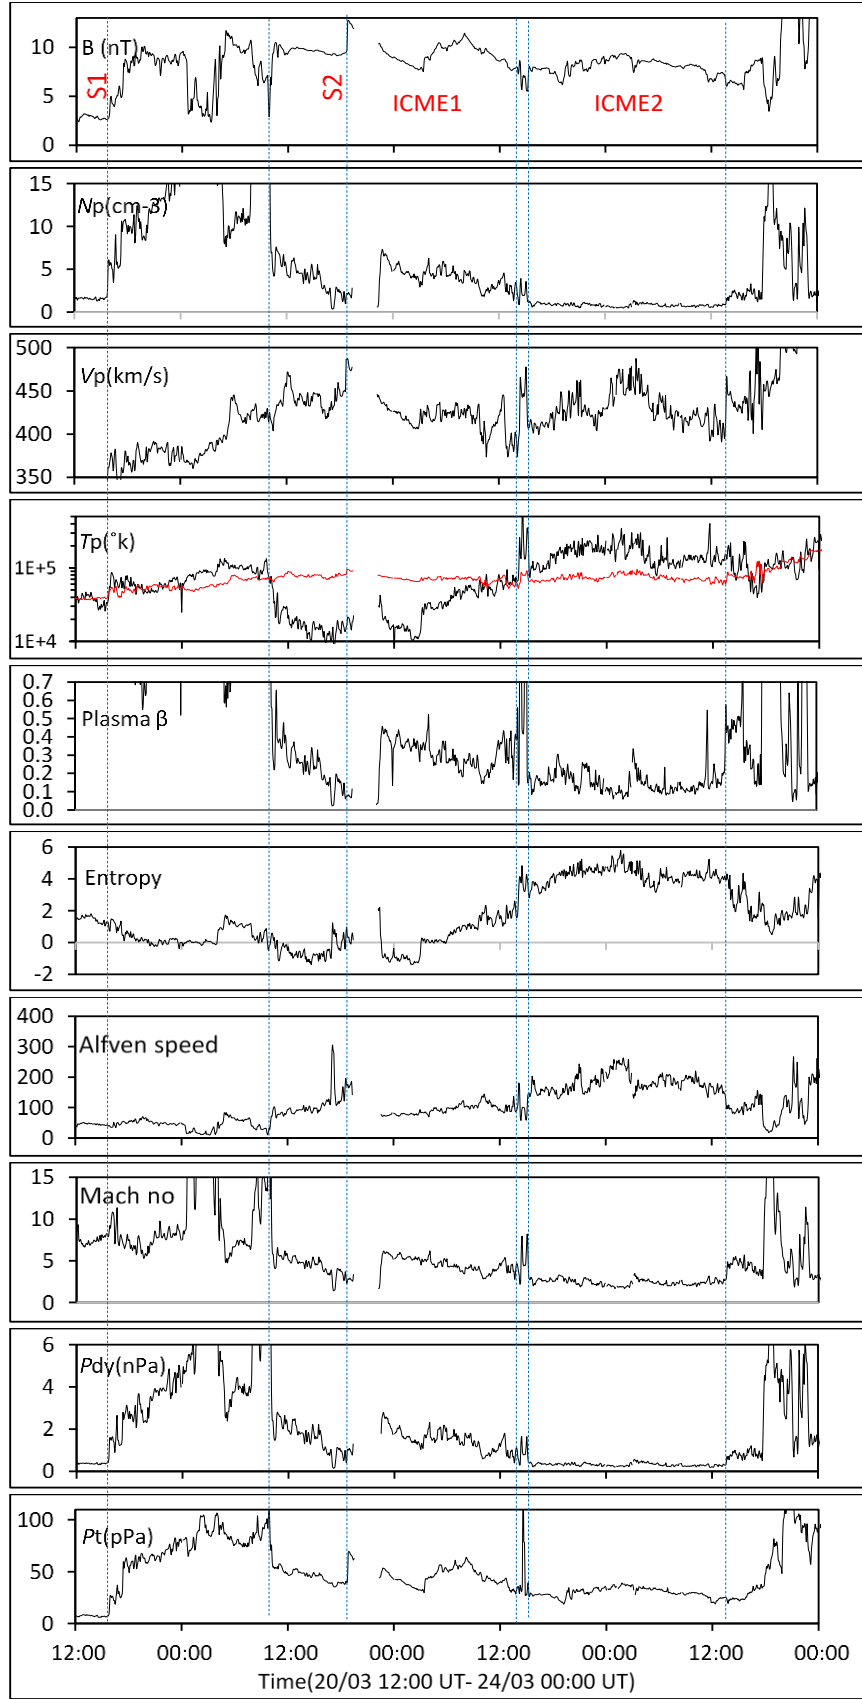 B (nT)
10
5
0
S1
S2
ICME1
ICME2
Np(cm-3)
15
10
5
0
Vp(km/s)
500
450
400
350
Tp(˚k)
1E+5
1E+4
Plasma β
0.7
0.6
0.5
0.4
0.3
0.2
0.1
0.0
Entropy
6
4
2
0
-2
Alfven speed
400
300
200
100
0
Mach no
15
10
5
0
Pdy(nPa)
6
4
2
0
Pt(pPa)
100
50
0
12:00 00:00 12:00 00:00 12:00 00:00 12:00 00:00
Time(20/03 12:00 UT- 24/03 00:00 UT)